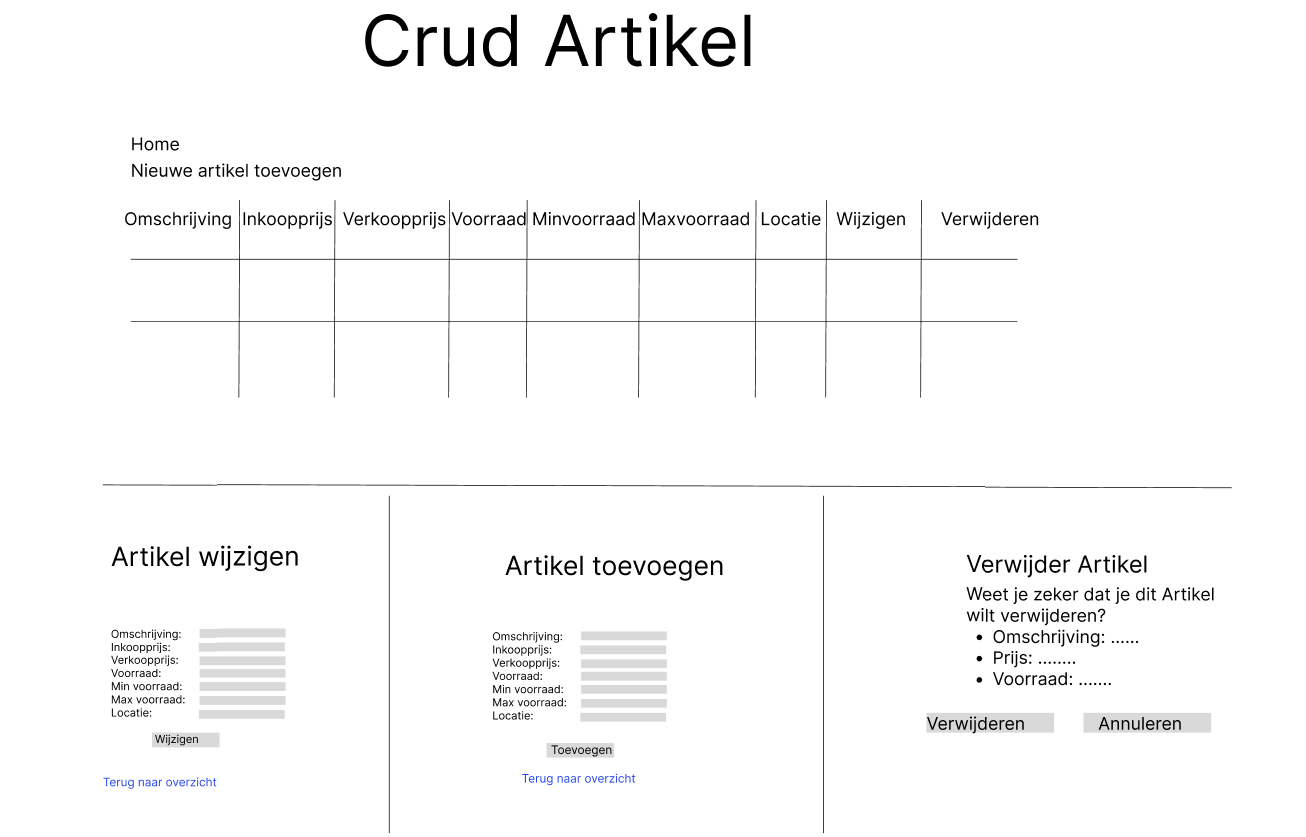 Crud Artikel
Home
Nieuwe artikel toevoegen
Omschrijving Inkoopprijs Verkoopprijs Voorraad Minvoorraad Maxvoorraad Locatie Wijzigen Verwijderen
Artikel wijzigen
Omschrijving:
Inkoopprijs:
Verkoopprijs:
Voorraad:
Min voorraad:
Max voorraad:
Locatie:
Wijzigen
Terug naar overzicht
Artikel toevoegen
Omschrijving:
Inkoopprijs:
Verkoopprijs:
Voorraad:
Min voorraad:
Max voorraad:
Locatie:
Toevoegen
Terug naar overzicht
Verwijder Artikel
Weet je zeker dat je dit Artikel
wilt verwijderen?
• Omschrijving: ......
• Prijs: ........
• Voorraad: .......
Verwijderen Annuleren